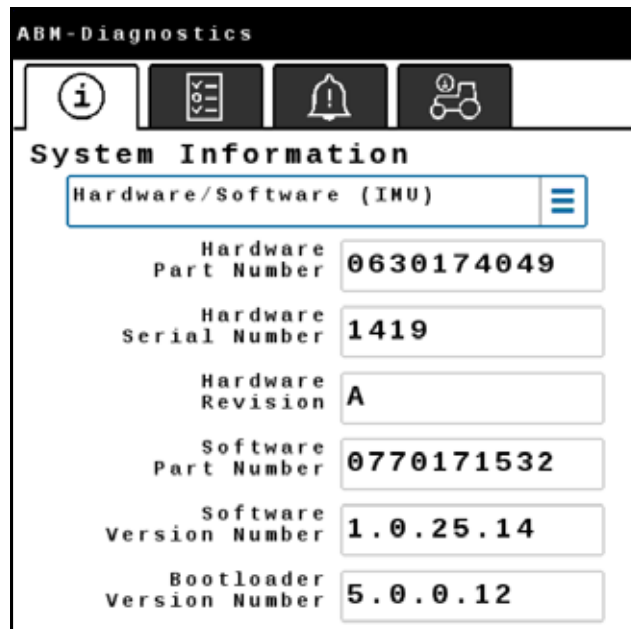 ABM-Diagnostics
System Information
Hardware/Software (IMU)
Hardware
Part Number
0630174049
Hardware
Serial Number
1419
Hardware
Revision
A
Software
Part Number
0770171532
Software
Version Number
1.0.25.14
Bootloader
Version Number
5.0.0.12